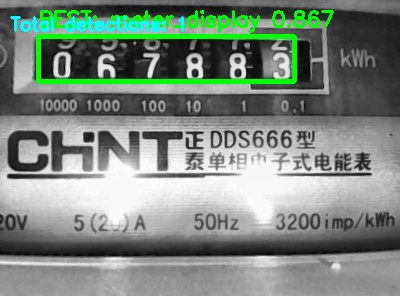 BEST: meter display 0.867
Total detections: 1
0 6 7 8 8 3 kWh
10000 1000 100 10 1 0.1
CHNT 正泰 DDS666型
单相电子式电能表
20V 5(20)A 50Hz 3200imp/kWh